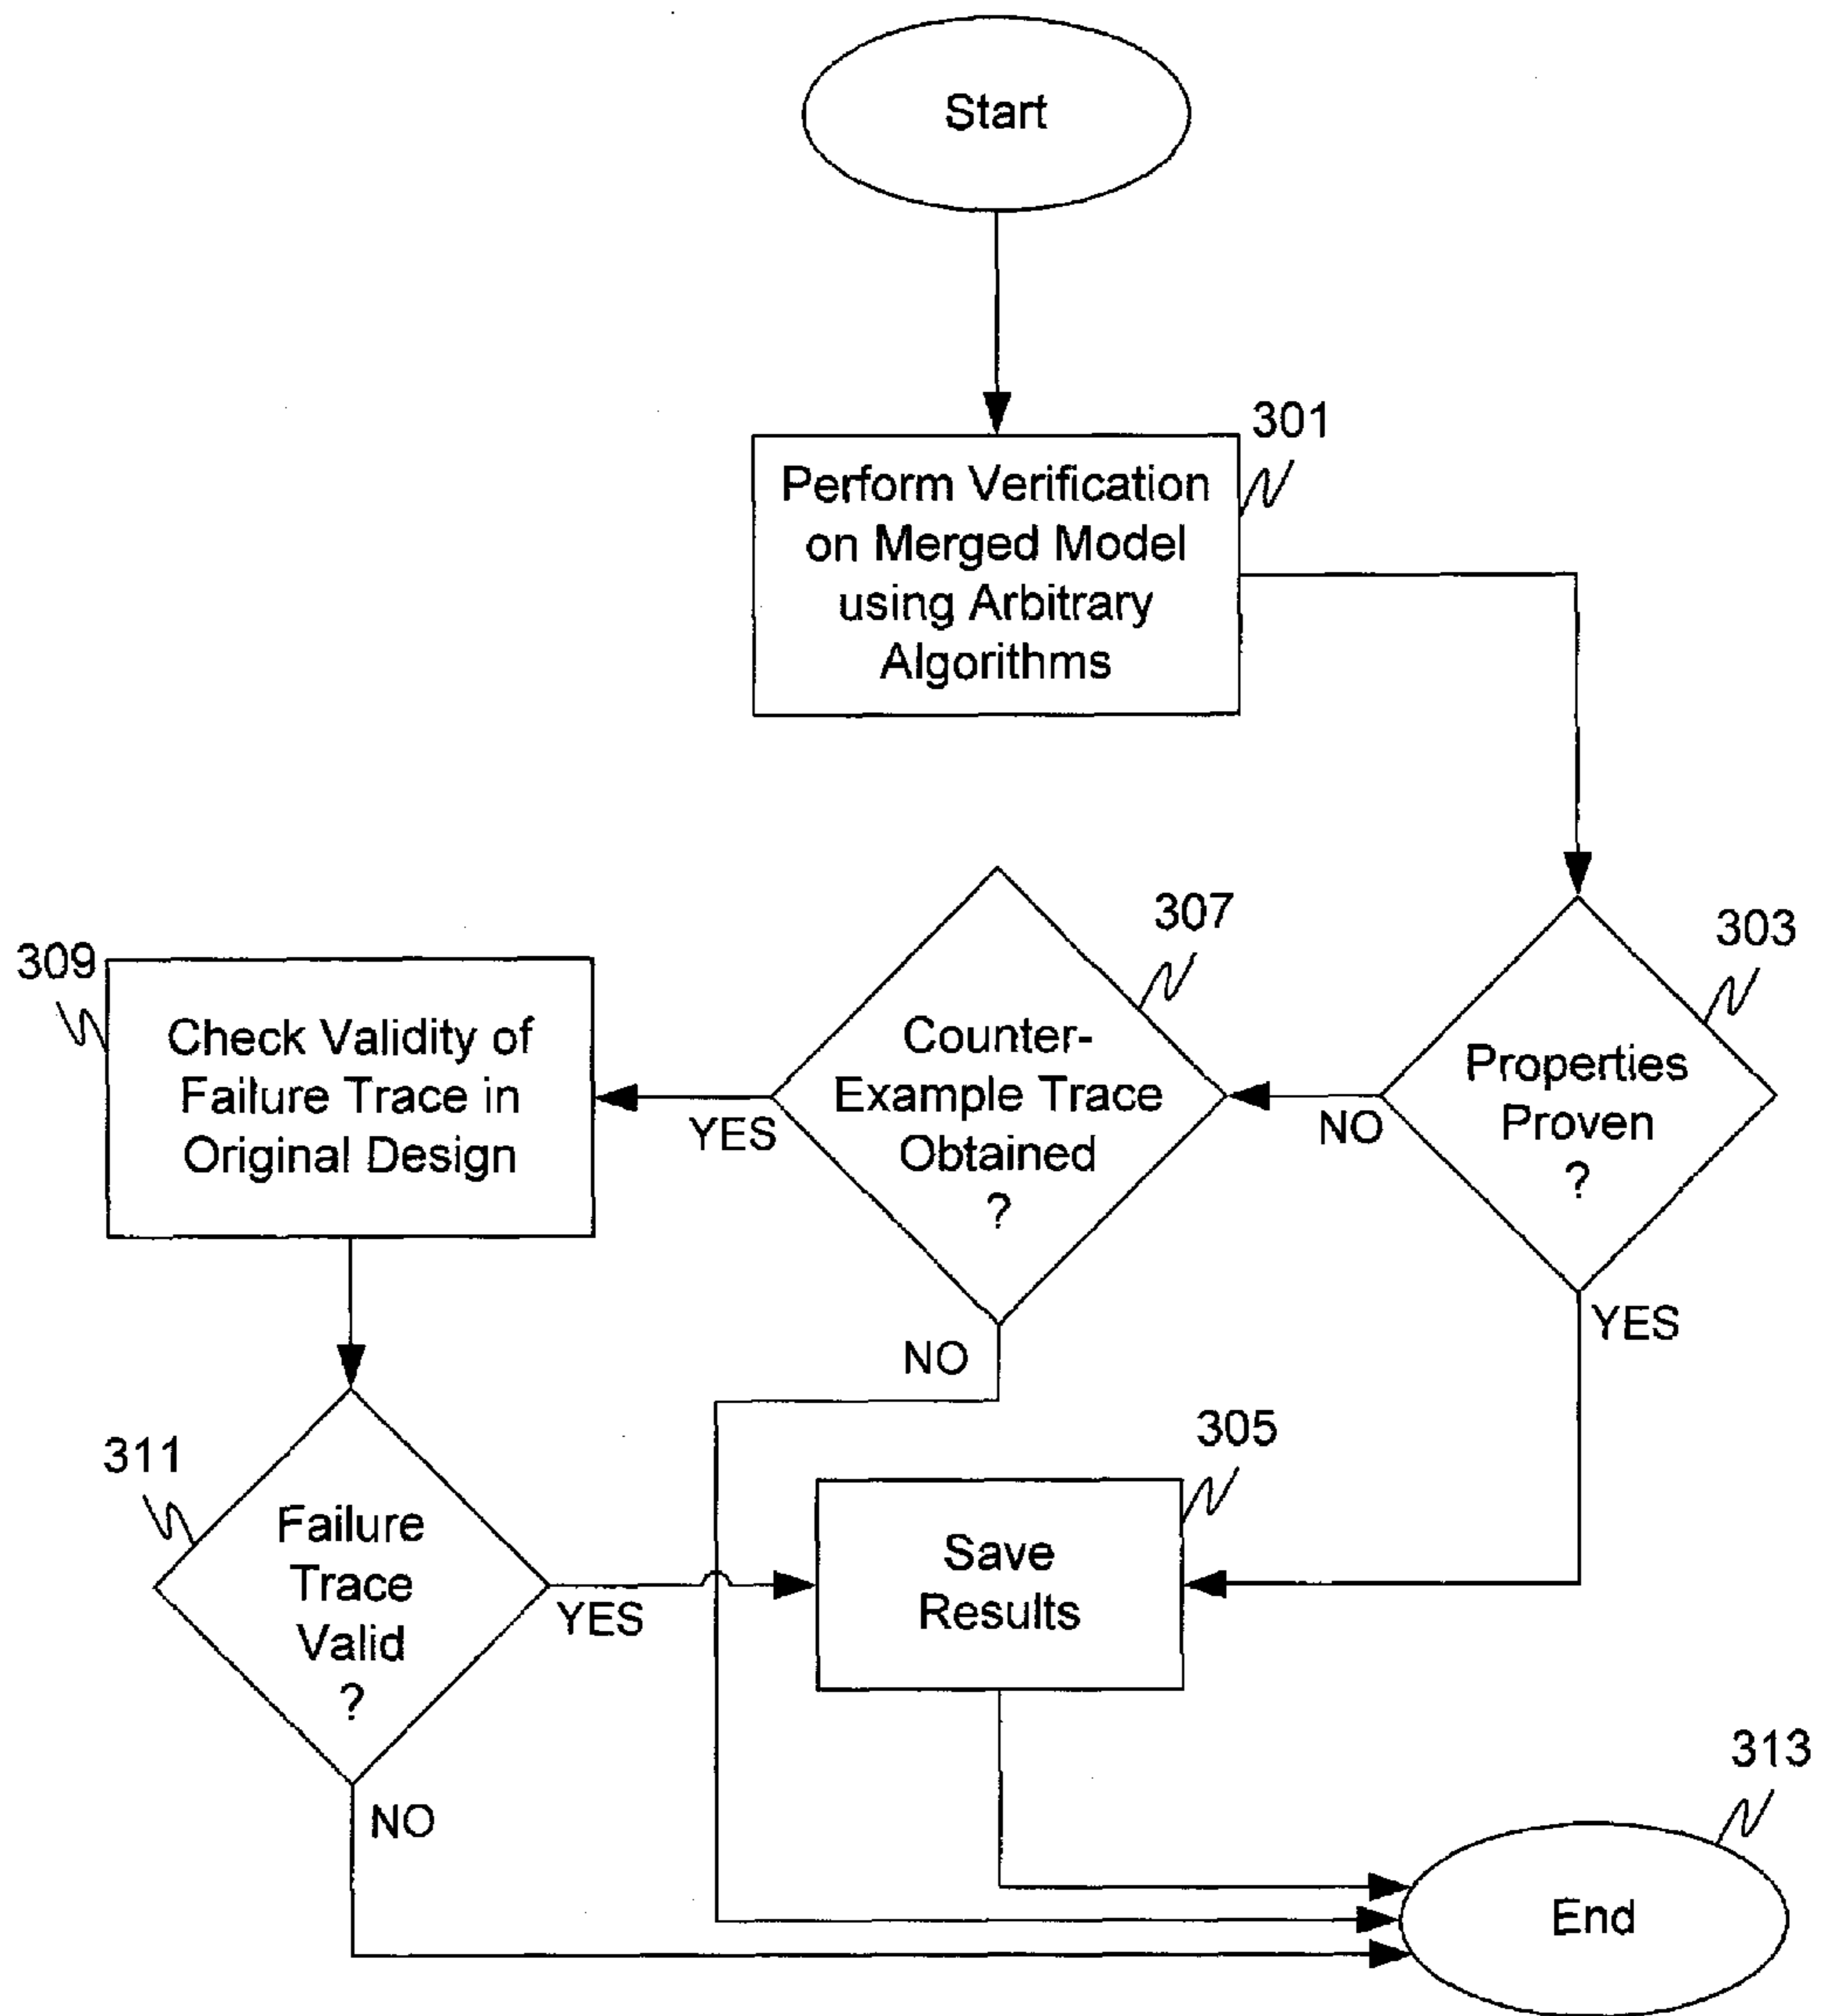 Start
301
Perform Verification
on Merged Model
using Arbitrary
Algorithms
307
303
309
Check Validity of
Failure Trace in
Original Design
Counter-
Example Trace
Obtained
?
Properties
Proven
?
YES
NO
NO
YES
311
Failure
Trace
Valid
?
YES
305
Save
Results
NO
313
End